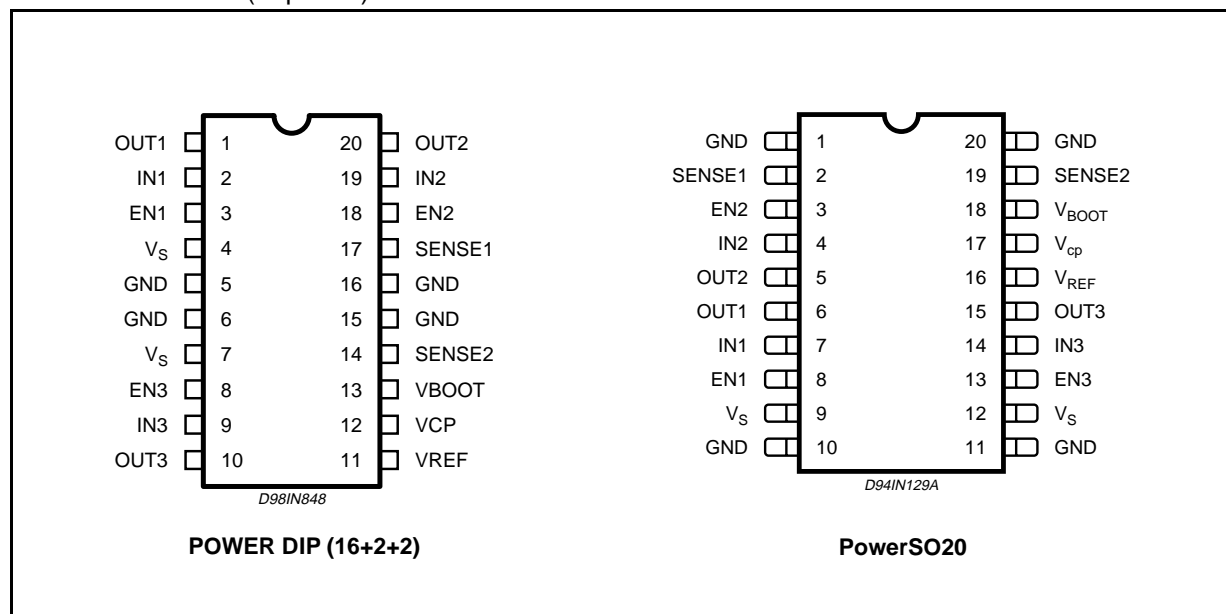 OUT1 1 20 OUT2
IN1 2 19 IN2
EN1 3 18 EN2
VS 4 17 SENSE1
GND 5 16 GND
GND 6 15 GND
VS 7 14 SENSE2
EN3 8 13 VBOOT
IN3 9 12 VCP
OUT3 10 11 VREF
D98IN848
POWER DIP (16+2+2)
GND 1 20 GND
SENSE1 2 19 SENSE2
EN2 3 18 VBOOT
IN2 4 17 Vcp
OUT2 5 16 VREF
OUT1 6 15 OUT3
IN1 7 14 IN3
EN1 8 13 EN3
VS 9 12 VS
GND 10 11 GND
D94IN129A
PowerSO20